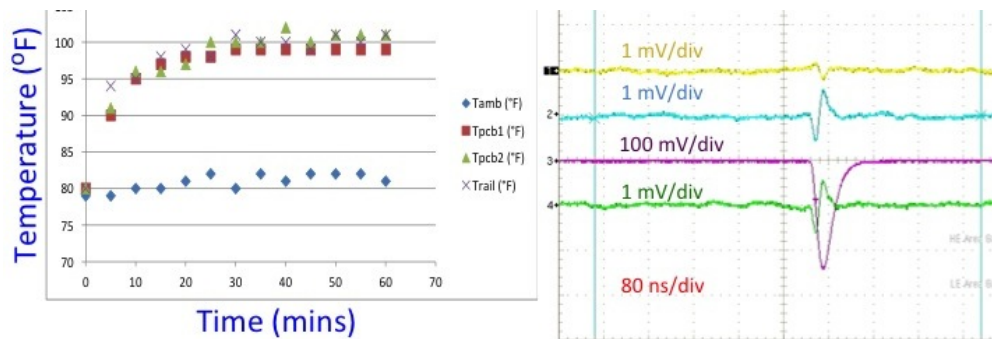 Temperature (ºF)
100
95
90
85
80
75
70
0
10
20
30
40
50
60
70
Time (mins)
Tamb (°F)
Tpcb1 (°F)
Tpcb2 (°F)
Trail (°F)
1 mV/div
1 mV/div
100 mV/div
1 mV/div
80 ns/div
1
2
3
4